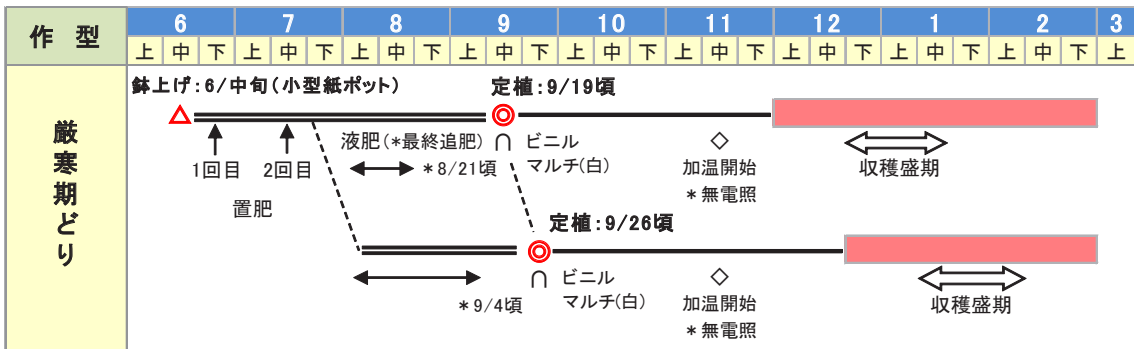 作 型 6 7 8 9 10 11 12 1 2 3
上 中 下 上 中 下 上 中 下 上 中 下 上 中 下 上 中 下 上 中 下 上 中 下 上 中 下 上
厳寒期どり
鉢上げ:6/中旬(小型紙ポット) 定植:9/19頃
液肥(*最終追肥) ビニル
1回目 2回目 *8/21頃 マルチ(白) 加温開始 収穫盛期
*無電照
置肥
定植:9/26頃
ビニル
*9/4頃 マルチ(白) 加温開始 収穫盛期
*無電照